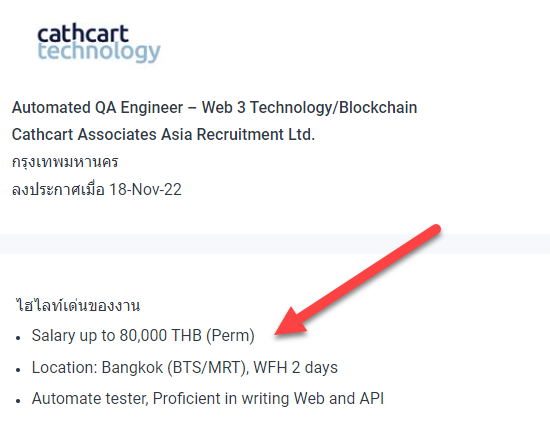 cathcart
technology
Automated QA Engineer – Web 3 Technology/Blockchain
Cathcart Associates Asia Recruitment Ltd.
กรุงเทพมหานคร
ลงประกาศเมื่อ 18-Nov-22
ไฮไลท์เด่นของงาน
• Salary up to 80,000 THB (Perm)
• Location: Bangkok (BTS/MRT), WFH 2 days
• Automate tester, Proficient in writing Web and API